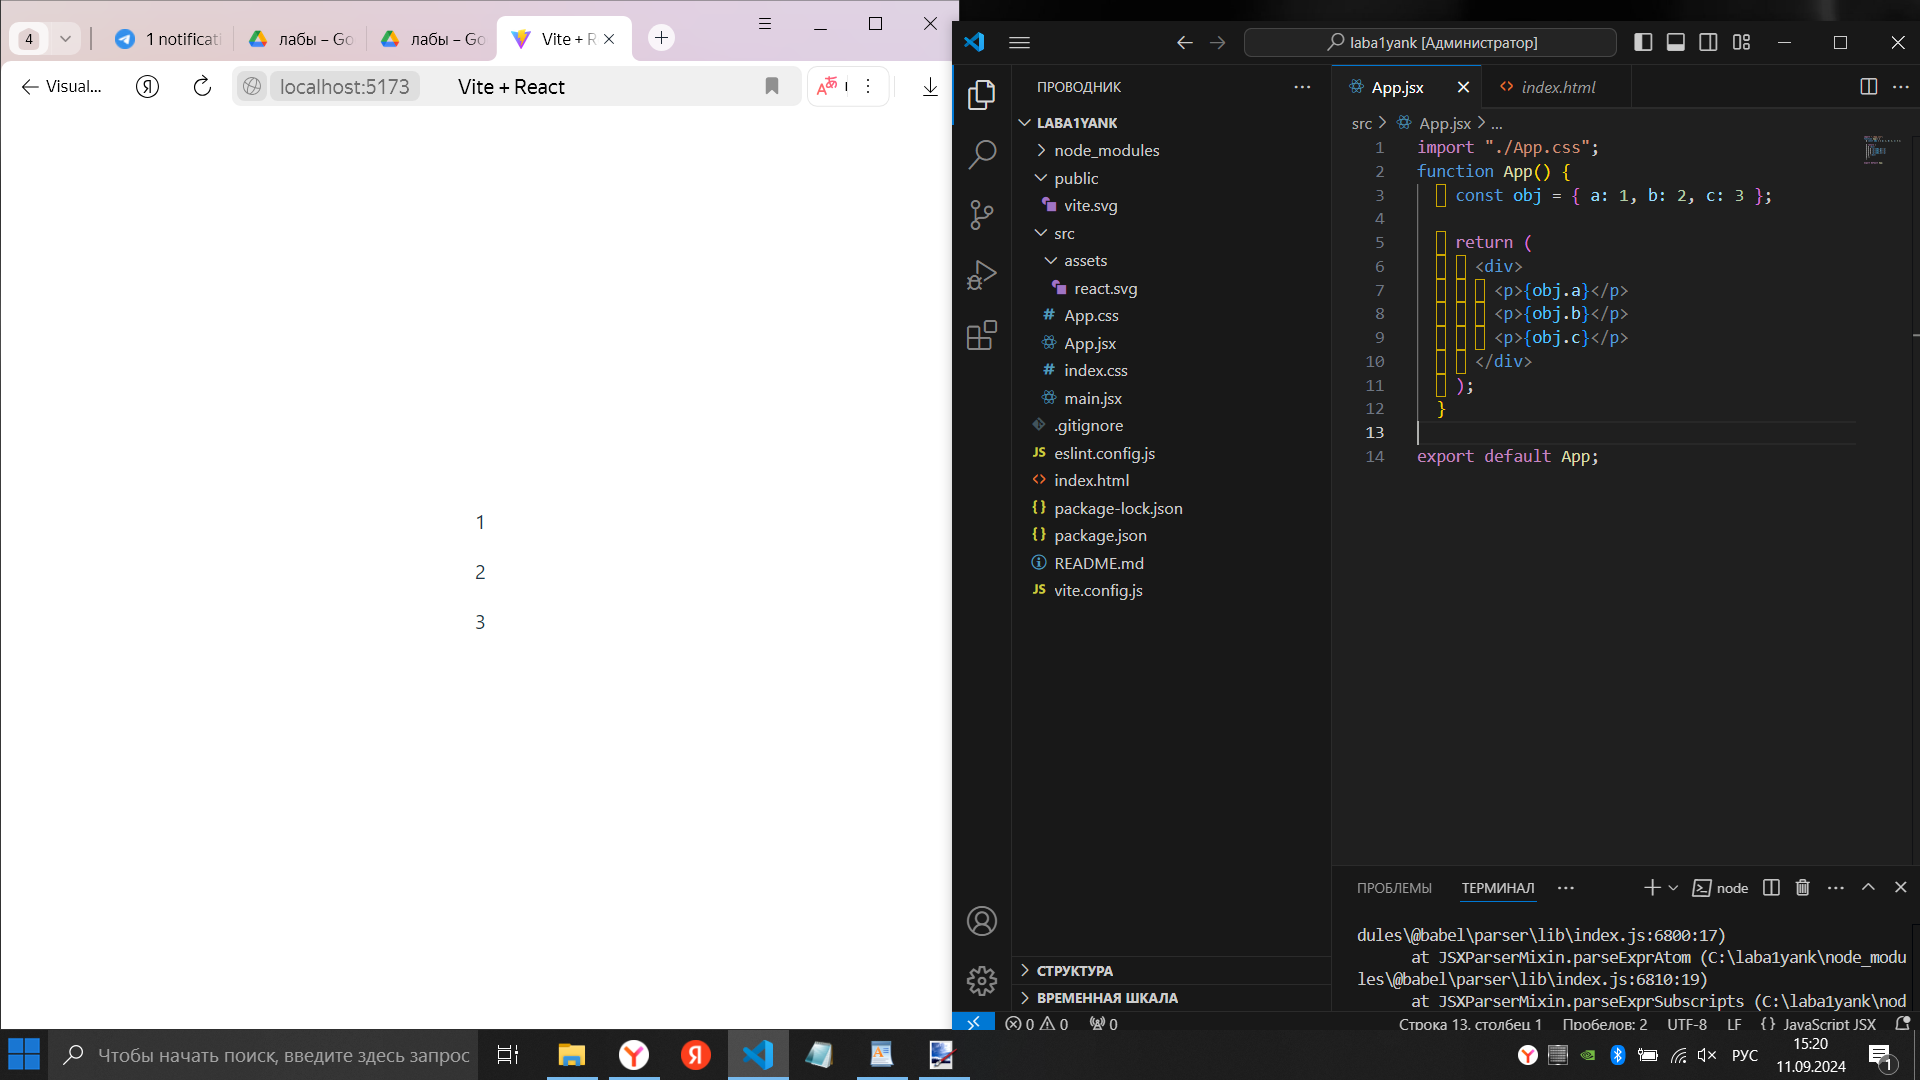 4
1 notificati
лабы – Go
лабы – Go
Vite + R
Visual...
localhost:5173
Vite + React
1
2
3
laba1yank [Администратор]
ПРОВОДНИК
LABA1YANK
node_modules
public
vite.svg
src
assets
react.svg
App.css
App.jsx
index.css
main.jsx
.gitignore
eslint.config.js
index.html
package-lock.json
package.json
README.md
vite.config.js
СТРУКТУРА
ВРЕМЕННАЯ ШКАЛА
App.jsx
index.html
src > App.jsx > ...
1 import "./App.css";
2 function App() {
3 const obj = { a: 1, b: 2, c: 3 };
4
5 return (
6 <div>
7 <p>{obj.a}</p>
8 <p>{obj.b}</p>
9 <p>{obj.c}</p>
10 </div>
11 );
12 }
13
14 export default App;
ПРОБЛЕМЫ ТЕРМИНАЛ ... node
dules\@babel\parser\lib\index.js:6800:17)
at JSXParserMixin.parseExprAtom (C:\laba1yank\node_modu
les\@babel\parser\lib\index.js:6810:19)
at JSXParserMixin.parseExprSubscripts (C:\laba1yank\nod
0 0 0 Строка 13, столбец 1 Пробелов: 2 UTF-8 LF {} JavaScript JSX
Чтобы начать поиск, введите здесь запрос
РУС
15:20
11.09.2024
1